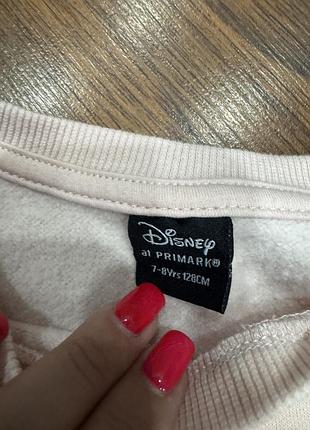 Disney
at PRIMARK®
7-8Yrs 128CM